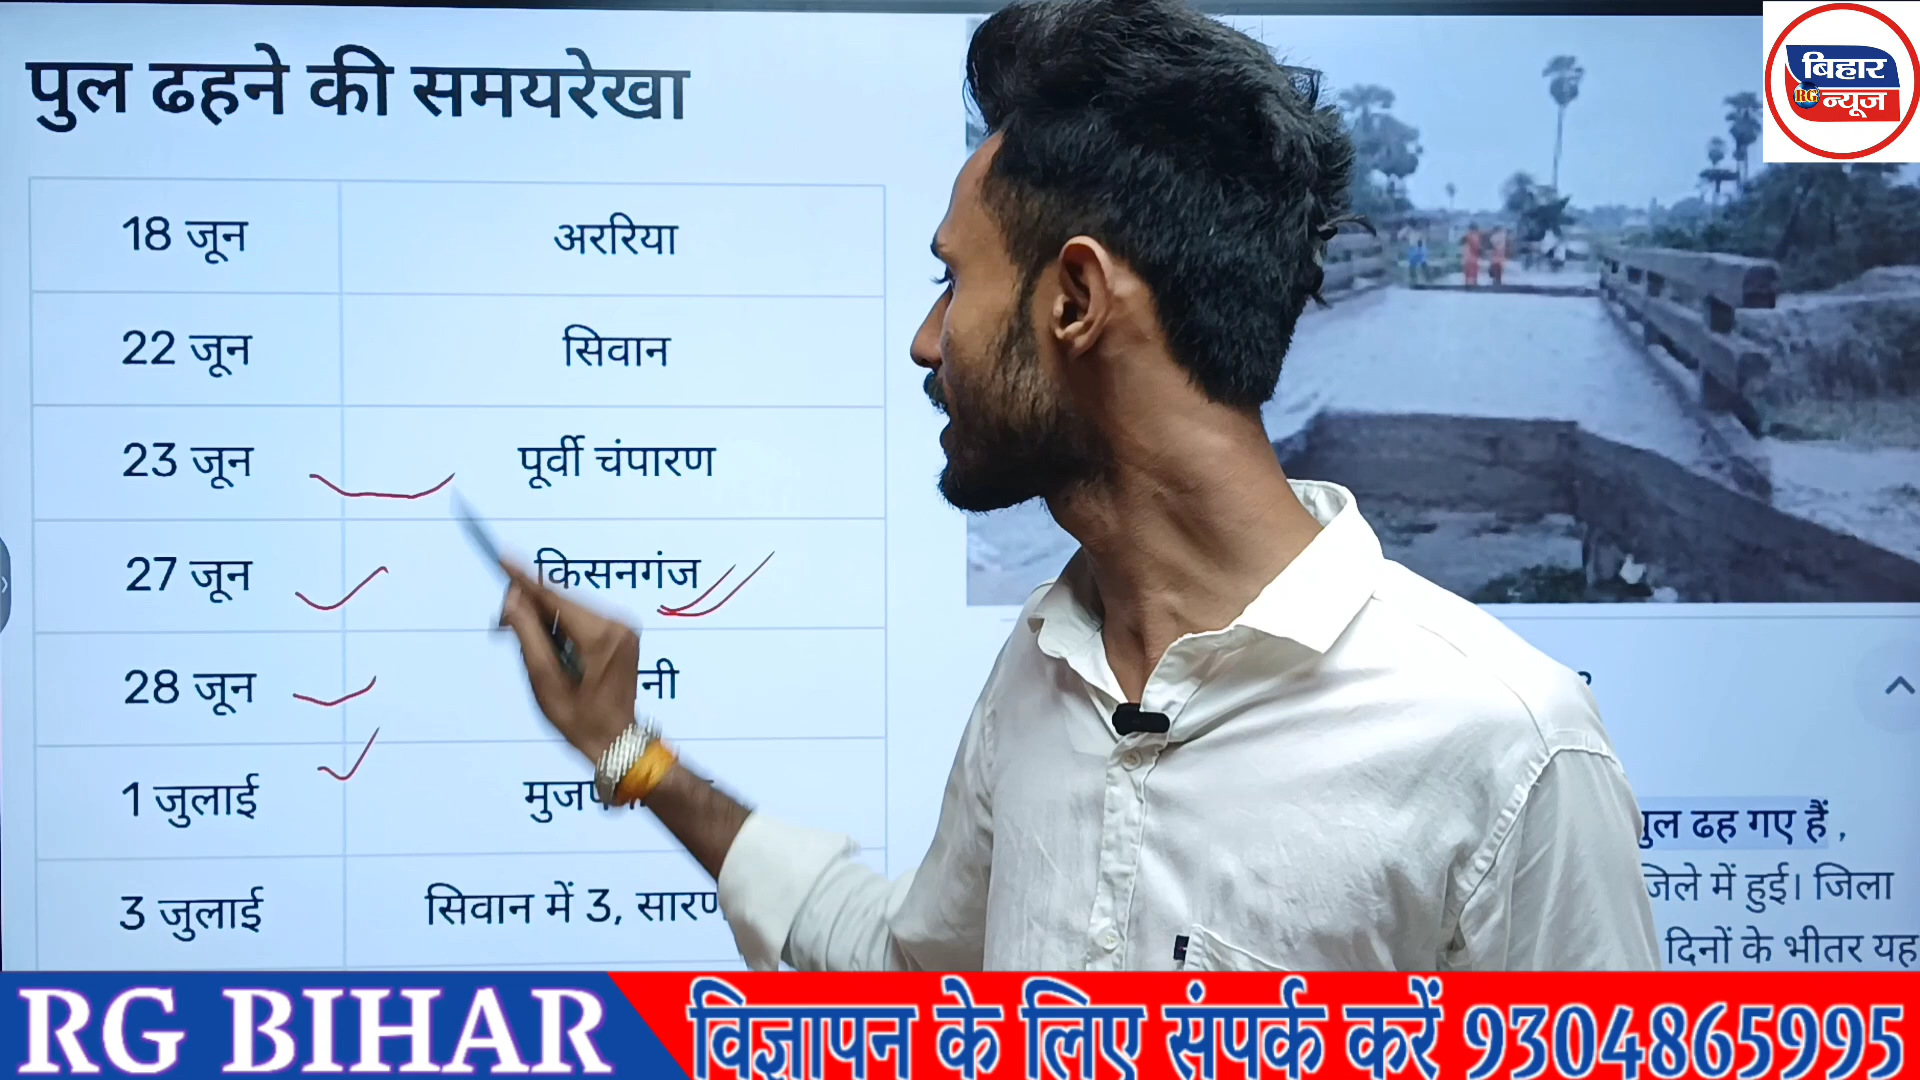 पुल ढहने की समयरेखा
18 जून अररिया
22 जून सिवान
23 जून पूर्वी चंपारण
27 जून किसनगंज
28 जून
1 जुलाई
3 जुलाई सिवान में 3, सारण
पुल ढह गए हैं ,
जिले में हुई। जिला
दिनों के भीतर यह
बिहार
RG न्यूज
RG BIHAR
विज्ञापन के लिए संपर्क करें 9304865995